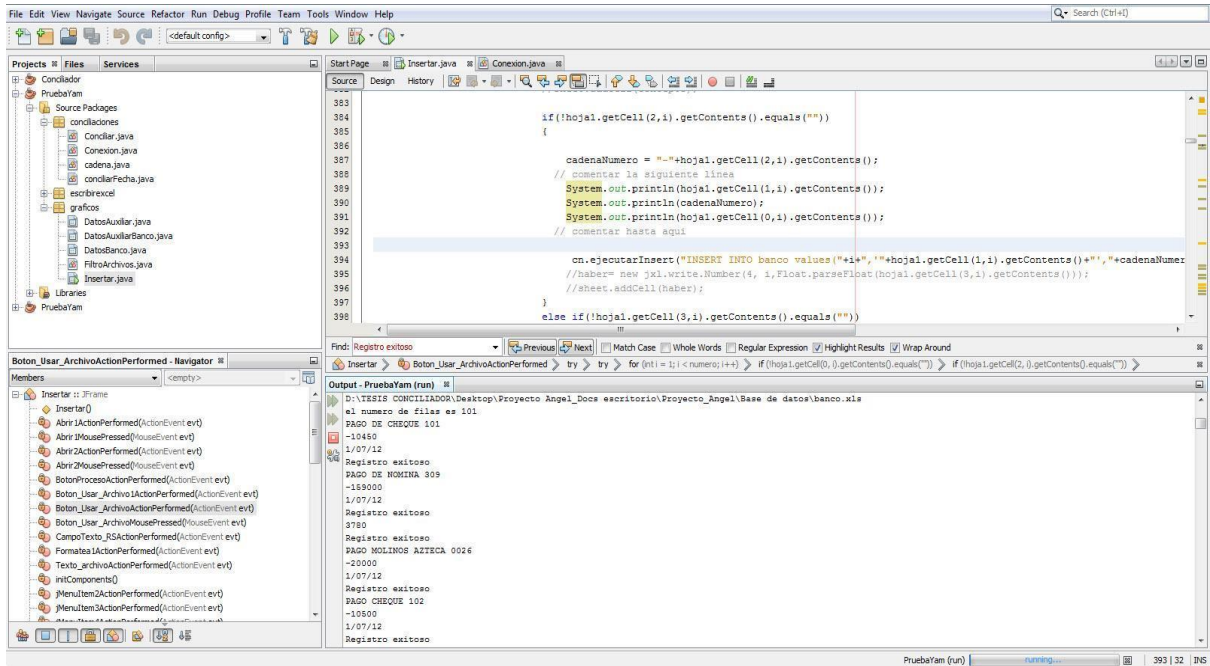 File Edit View Navigate Source Refactor Run Debug Profile Team Tools Window Help
Search (Ctrl+I)
<default config>
Projects Files Services
Conciliador
PruebaYam
Source Packages
conciliaciones
Conciliar.java
Conexion.java
cadena.java
conciliarFecha.java
escribirexcel
graficos
DatosAuxiliar.java
DatosAuxiliarBanco.java
DatosBanco.java
FiltroArchivos.java
Insertar.java
Libraries
PruebaYam
Boton_Usar_ArchivoActionPerformed - Navigator
Members <empty>
Insertar :: JFrame
Insertar()
Abrir1ActionPerformed(ActionEvent evt)
Abrir1MousePressed(MouseEvent evt)
Abrir2ActionPerformed(ActionEvent evt)
Abrir2MousePressed(MouseEvent evt)
BotonProcesoActionPerformed(ActionEvent evt)
Boton_Usar_Archivo1ActionPerformed(ActionEvent evt)
Boton_Usar_ArchivoActionPerformed(ActionEvent evt)
Boton_Usar_ArchivoMousePressed(MouseEvent evt)
CampoTexto_RSActionPerformed(ActionEvent evt)
Formatea1ActionPerformed(ActionEvent evt)
Texto_archivoActionPerformed(ActionEvent evt)
initComponents()
jMenuItem2ActionPerformed(ActionEvent evt)
jMenuItem3ActionPerformed(ActionEvent evt)
Start Page Insertar.java Conexion.java
Source Design History
383
384 if(!hoja1.getCell(2,i).getContents().equals(""))
385 {
386
387 cadenaNumero = "-"+hoja1.getCell(2,i).getContents();
388 // comentar la siguiente linea
389 System.out.println(hoja1.getCell(1,i).getContents());
390 System.out.println(cadenaNumero);
391 System.out.println(hoja1.getCell(0,i).getContents());
392 // comentar hasta aqui
393
394 cn.ejecutarInsert("INSERT INTO banco values("+i+",'"+hoja1.getCell(1,i).getContents()+"',"+cadenaNumer
395 //haber= new jxl.write.Number(4, i,Float.parseFloat(hoja1.getCell(3,i).getContents()));
396 //sheet.addCell(haber);
397 }
398 else if(!hoja1.getCell(3,i).getContents().equals(""))
Find: Registro exitoso Previous Next Match Case Whole Words Regular Expression Highlight Results Wrap Around
Insertar Boton_Usar_ArchivoActionPerformed try try for (int i = 1; i < numero; i++) if (!hoja1.getCell(0, i).getContents().equals("")) if (!hoja1.getCell(2, i).getContents().equals(""))
Output - PruebaYam (run)
D:\TESIS CONCILIADOR\Desktop\Proyecto Angel_Docs escritorio\Proyecto_Angel\Base de datos\banco.xls
el numero de filas es 101
PAGO DE CHEQUE 101
-10450
1/07/12
Registro exitoso
PAGO DE NOMINA 309
-159000
1/07/12
Registro exitoso
3780
Registro exitoso
PAGO MOLINOS AZTECA 0026
-20000
1/07/12
Registro exitoso
PAGO CHEQUE 102
-10500
1/07/12
Registro exitoso
PruebaYam (run) running... 393 | 32 INS